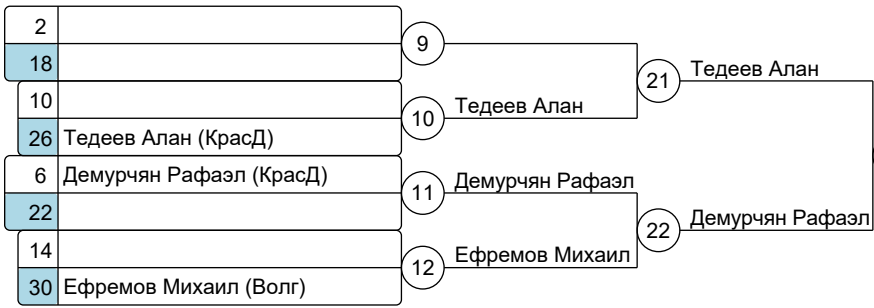 2
9
18
21 Тедеев Алан
10
10 Тедеев Алан
26 Тедеев Алан (КрасД)
6 Демурчян Рафаэл (КрасД)
11 Демурчян Рафаэл
22
22 Демурчян Рафаэл
14
12 Ефремов Михаил
30 Ефремов Михаил (Волг)